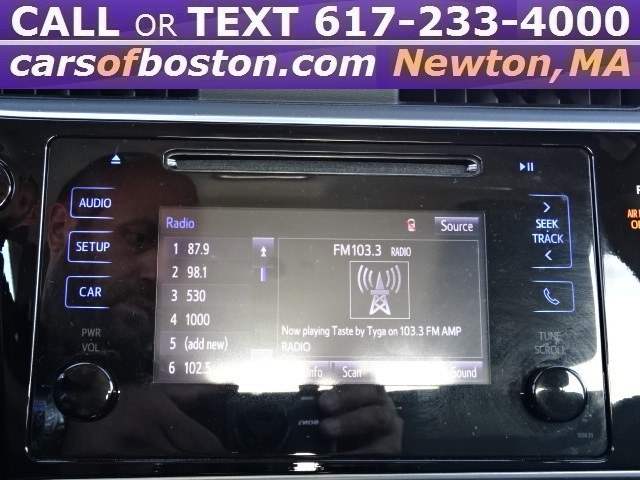 CALL OR TEXT 617-233-4000
carsofboston.com Newton, MA
AUDIO
SETUP
CAR
PWR
VOL
Radio
Source
1 87.9
2 98.1
3 530
4 1000
5 (add new)
6 102.5
FM103.3 RADIO
Now playing Taste by Tyga on 103.3 FM AMP
RADIO
Scan
Sound
SEEK
TRACK
TUNE
SCROLL